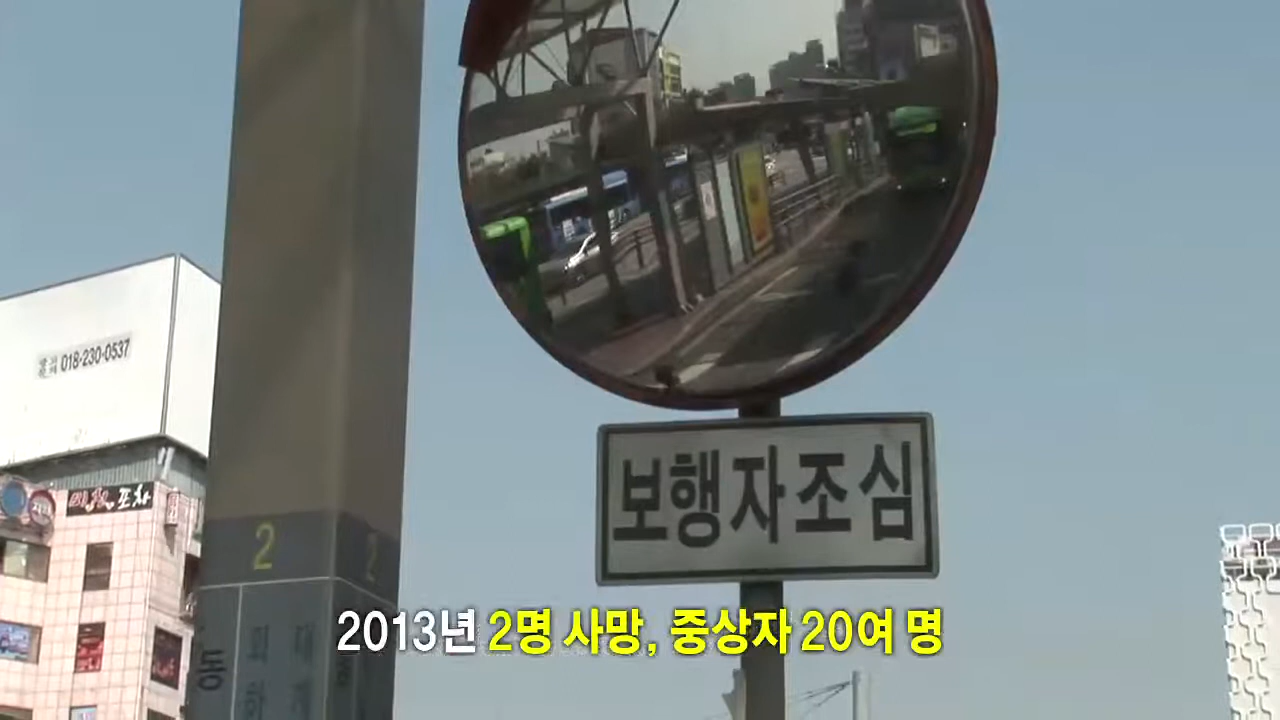 018-230-0537
포차
보행자조심
2
2
2013년 2명 사망, 중상자 20여 명